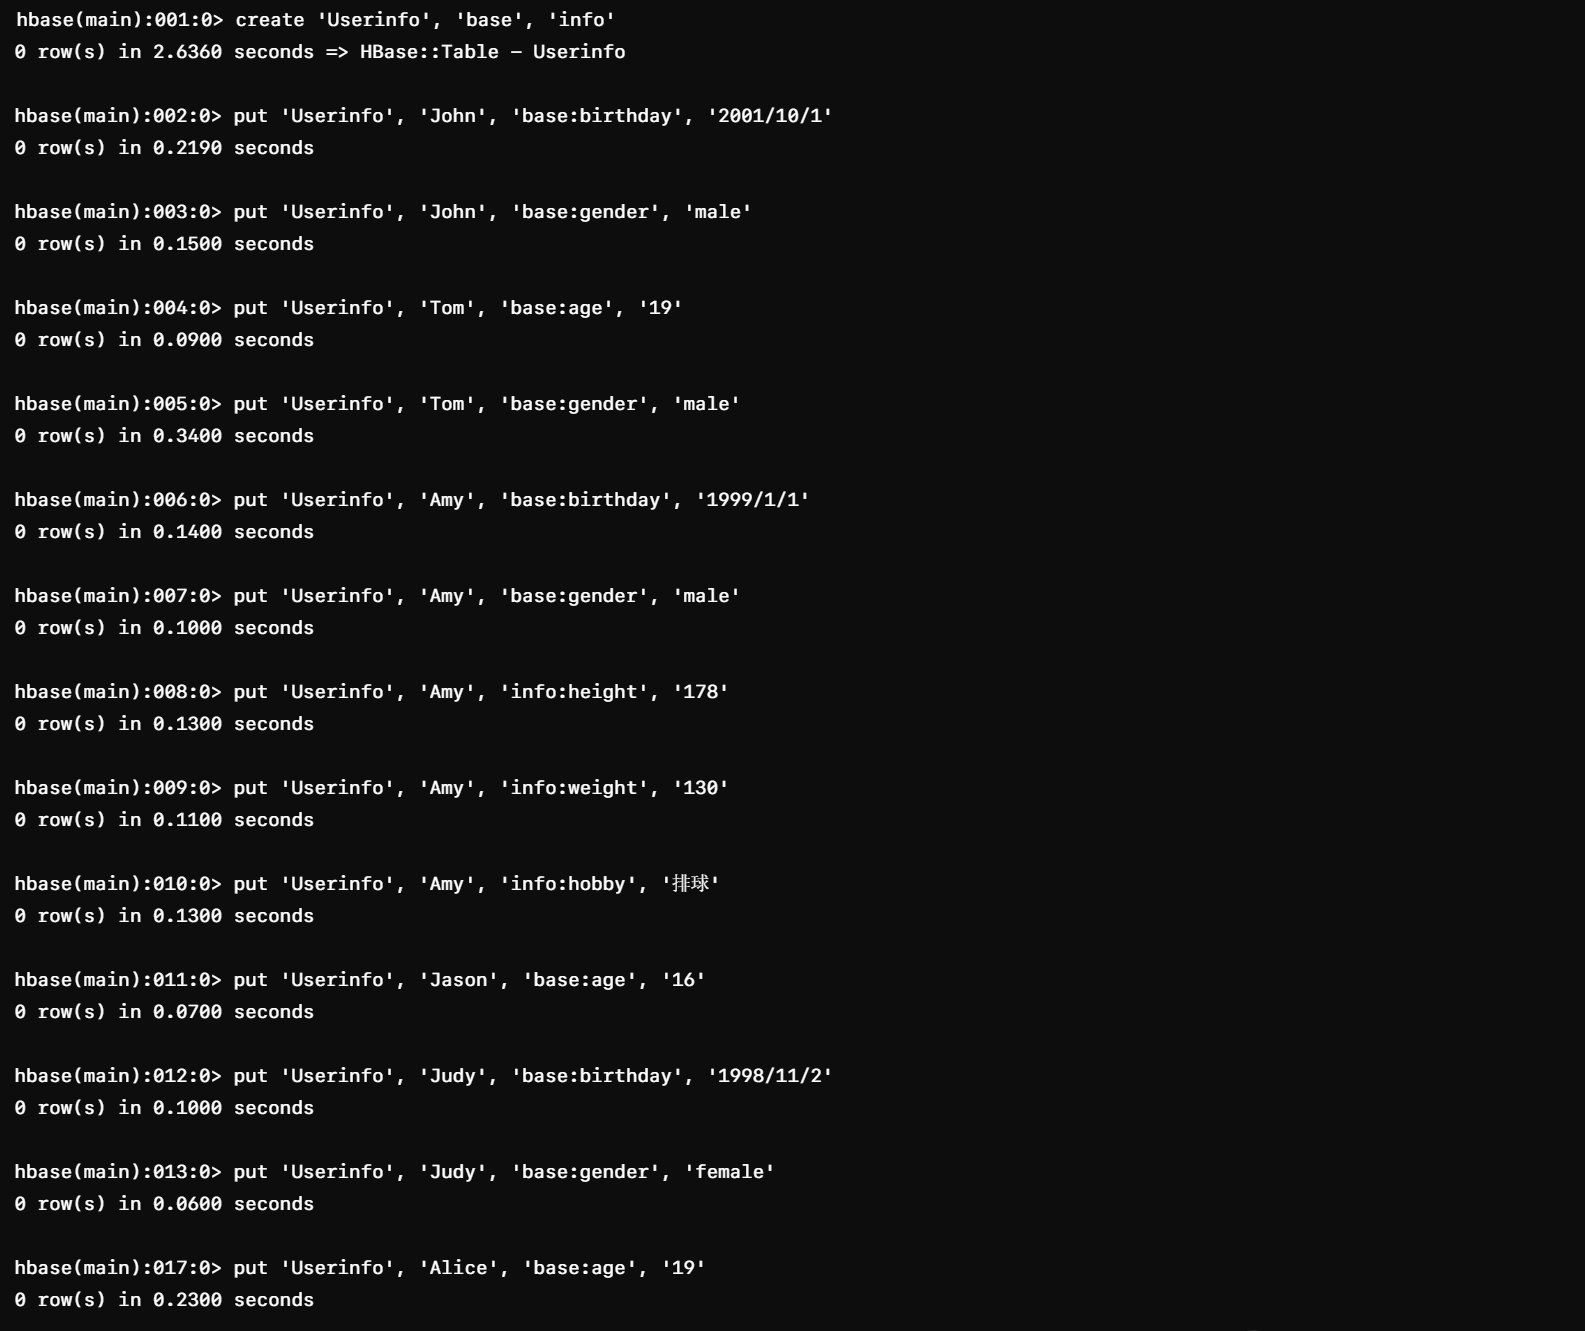 hbase(main):001:0> create 'Userinfo', 'base', 'info'
0 row(s) in 2.6360 seconds => HBase::Table – Userinfo
hbase(main):002:0> put 'Userinfo', 'John', 'base:birthday', '2001/10/1'
0 row(s) in 0.2190 seconds
hbase(main):003:0> put 'Userinfo', 'John', 'base:gender', 'male'
0 row(s) in 0.1500 seconds
hbase(main):004:0> put 'Userinfo', 'Tom', 'base:age', '19'
0 row(s) in 0.0900 seconds
hbase(main):005:0> put 'Userinfo', 'Tom', 'base:gender', 'male'
0 row(s) in 0.3400 seconds
hbase(main):006:0> put 'Userinfo', 'Amy', 'base:birthday', '1999/1/1'
0 row(s) in 0.1400 seconds
hbase(main):007:0> put 'Userinfo', 'Amy', 'base:gender', 'male'
0 row(s) in 0.1000 seconds
hbase(main):008:0> put 'Userinfo', 'Amy', 'info:height', '178'
0 row(s) in 0.1300 seconds
hbase(main):009:0> put 'Userinfo', 'Amy', 'info:weight', '130'
0 row(s) in 0.1100 seconds
hbase(main):010:0> put 'Userinfo', 'Amy', 'info:hobby', '排球'
0 row(s) in 0.1300 seconds
hbase(main):011:0> put 'Userinfo', 'Jason', 'base:age', '16'
0 row(s) in 0.0700 seconds
hbase(main):012:0> put 'Userinfo', 'Judy', 'base:birthday', '1998/11/2'
0 row(s) in 0.1000 seconds
hbase(main):013:0> put 'Userinfo', 'Judy', 'base:gender', 'female'
0 row(s) in 0.0600 seconds
hbase(main):017:0> put 'Userinfo', 'Alice', 'base:age', '19'
0 row(s) in 0.2300 seconds